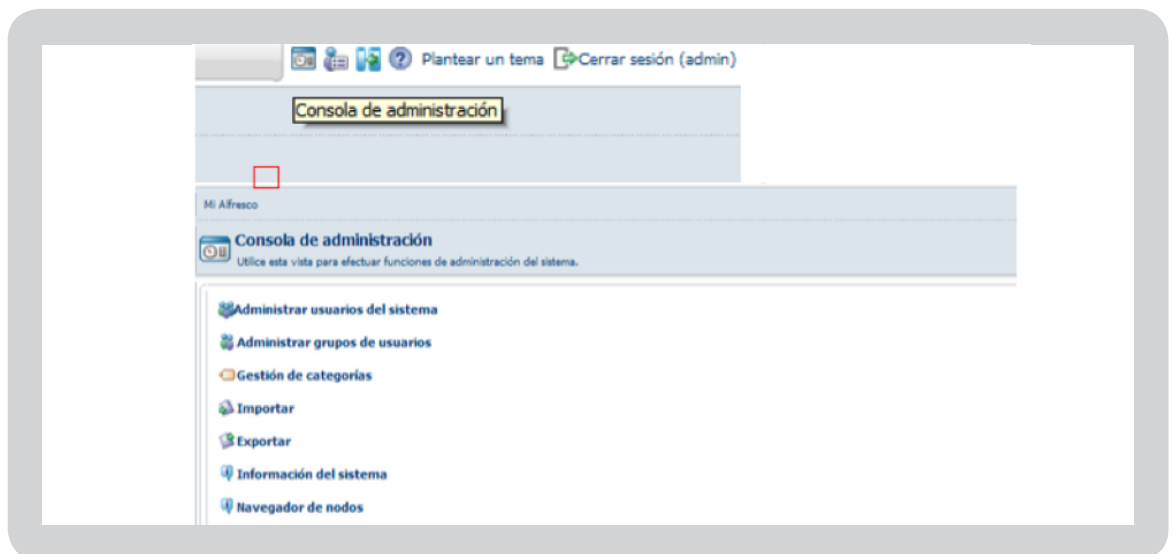 Plantear un tema Cerrar sesión (admin)
Consola de administración
Mi Alfresco
Consola de administración
Utilice esta vista para efectuar funciones de administración del sistema.
Administrar usuarios del sistema
Administrar grupos de usuarios
Gestión de categorías
Importar
Exportar
Información del sistema
Navegador de nodos